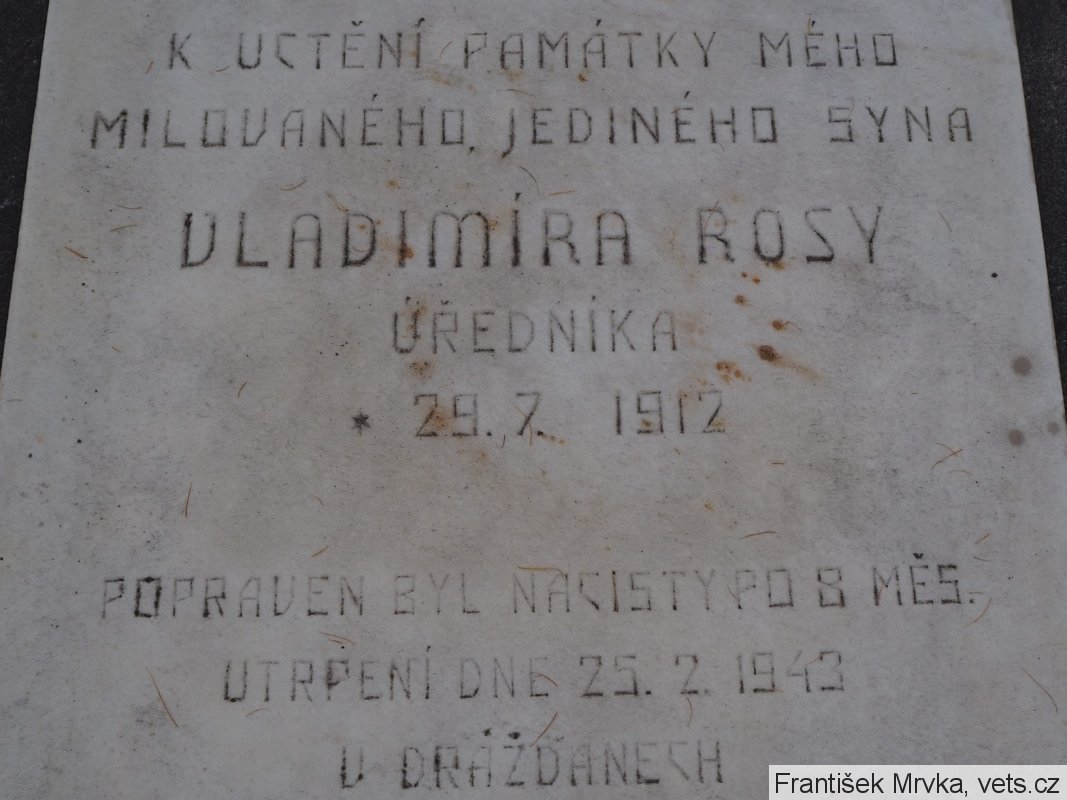 K UCTĚNÍ PAMÁTKY MÉHO
MILOVANÉHO, JEDINÉHO SYNA
VLADIMÍRA ROSY
ÚŘEDNÍKA
* 29. 7. 1912
POPRAVEN BYL NACISTY PO 8 MĚS.
UTRPENÍ DNE 25. 2. 1943
V DRÁŽĎANECH
František Mrvka, vets.cz